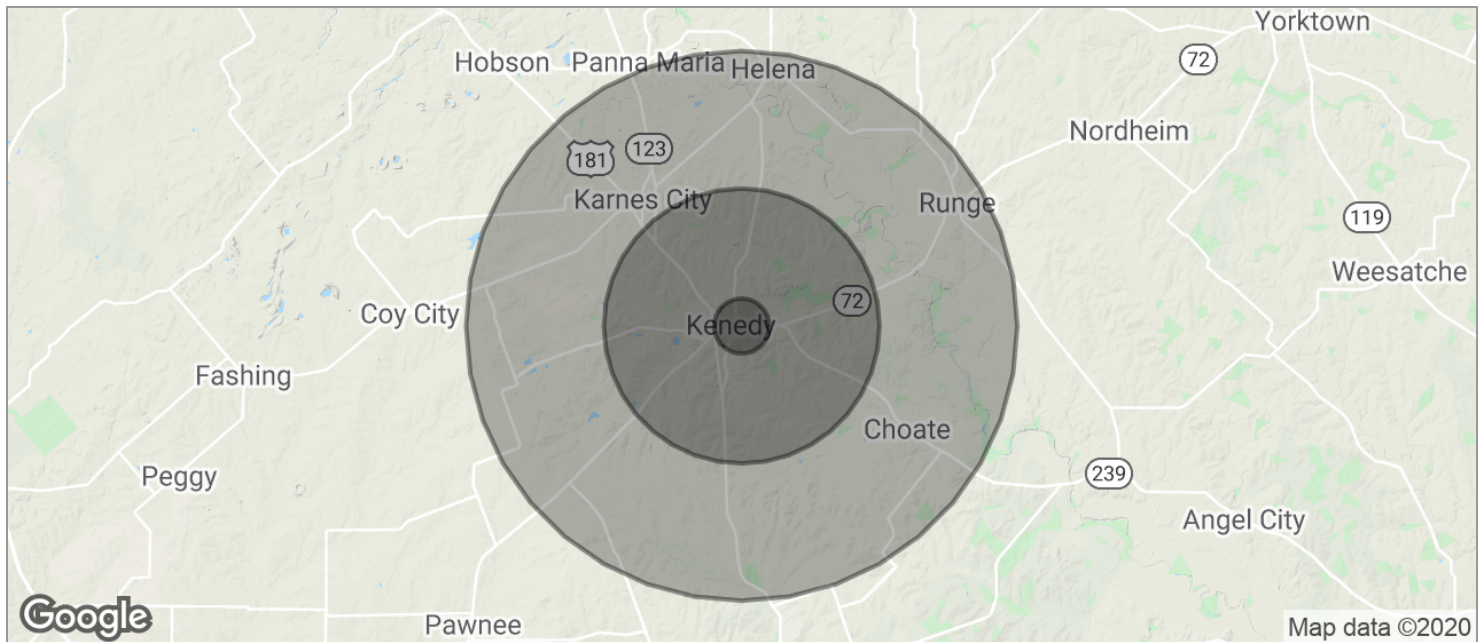 Yorktown
72
Hobson
Panna Maria
Helena
Nordheim
123
181
Karnes City
Runge
119
Weesatche
72
Coy City
Kenedy
Fashing
Choate
Peggy
239
Angel City
Google
Pawnee
Map data ©2020